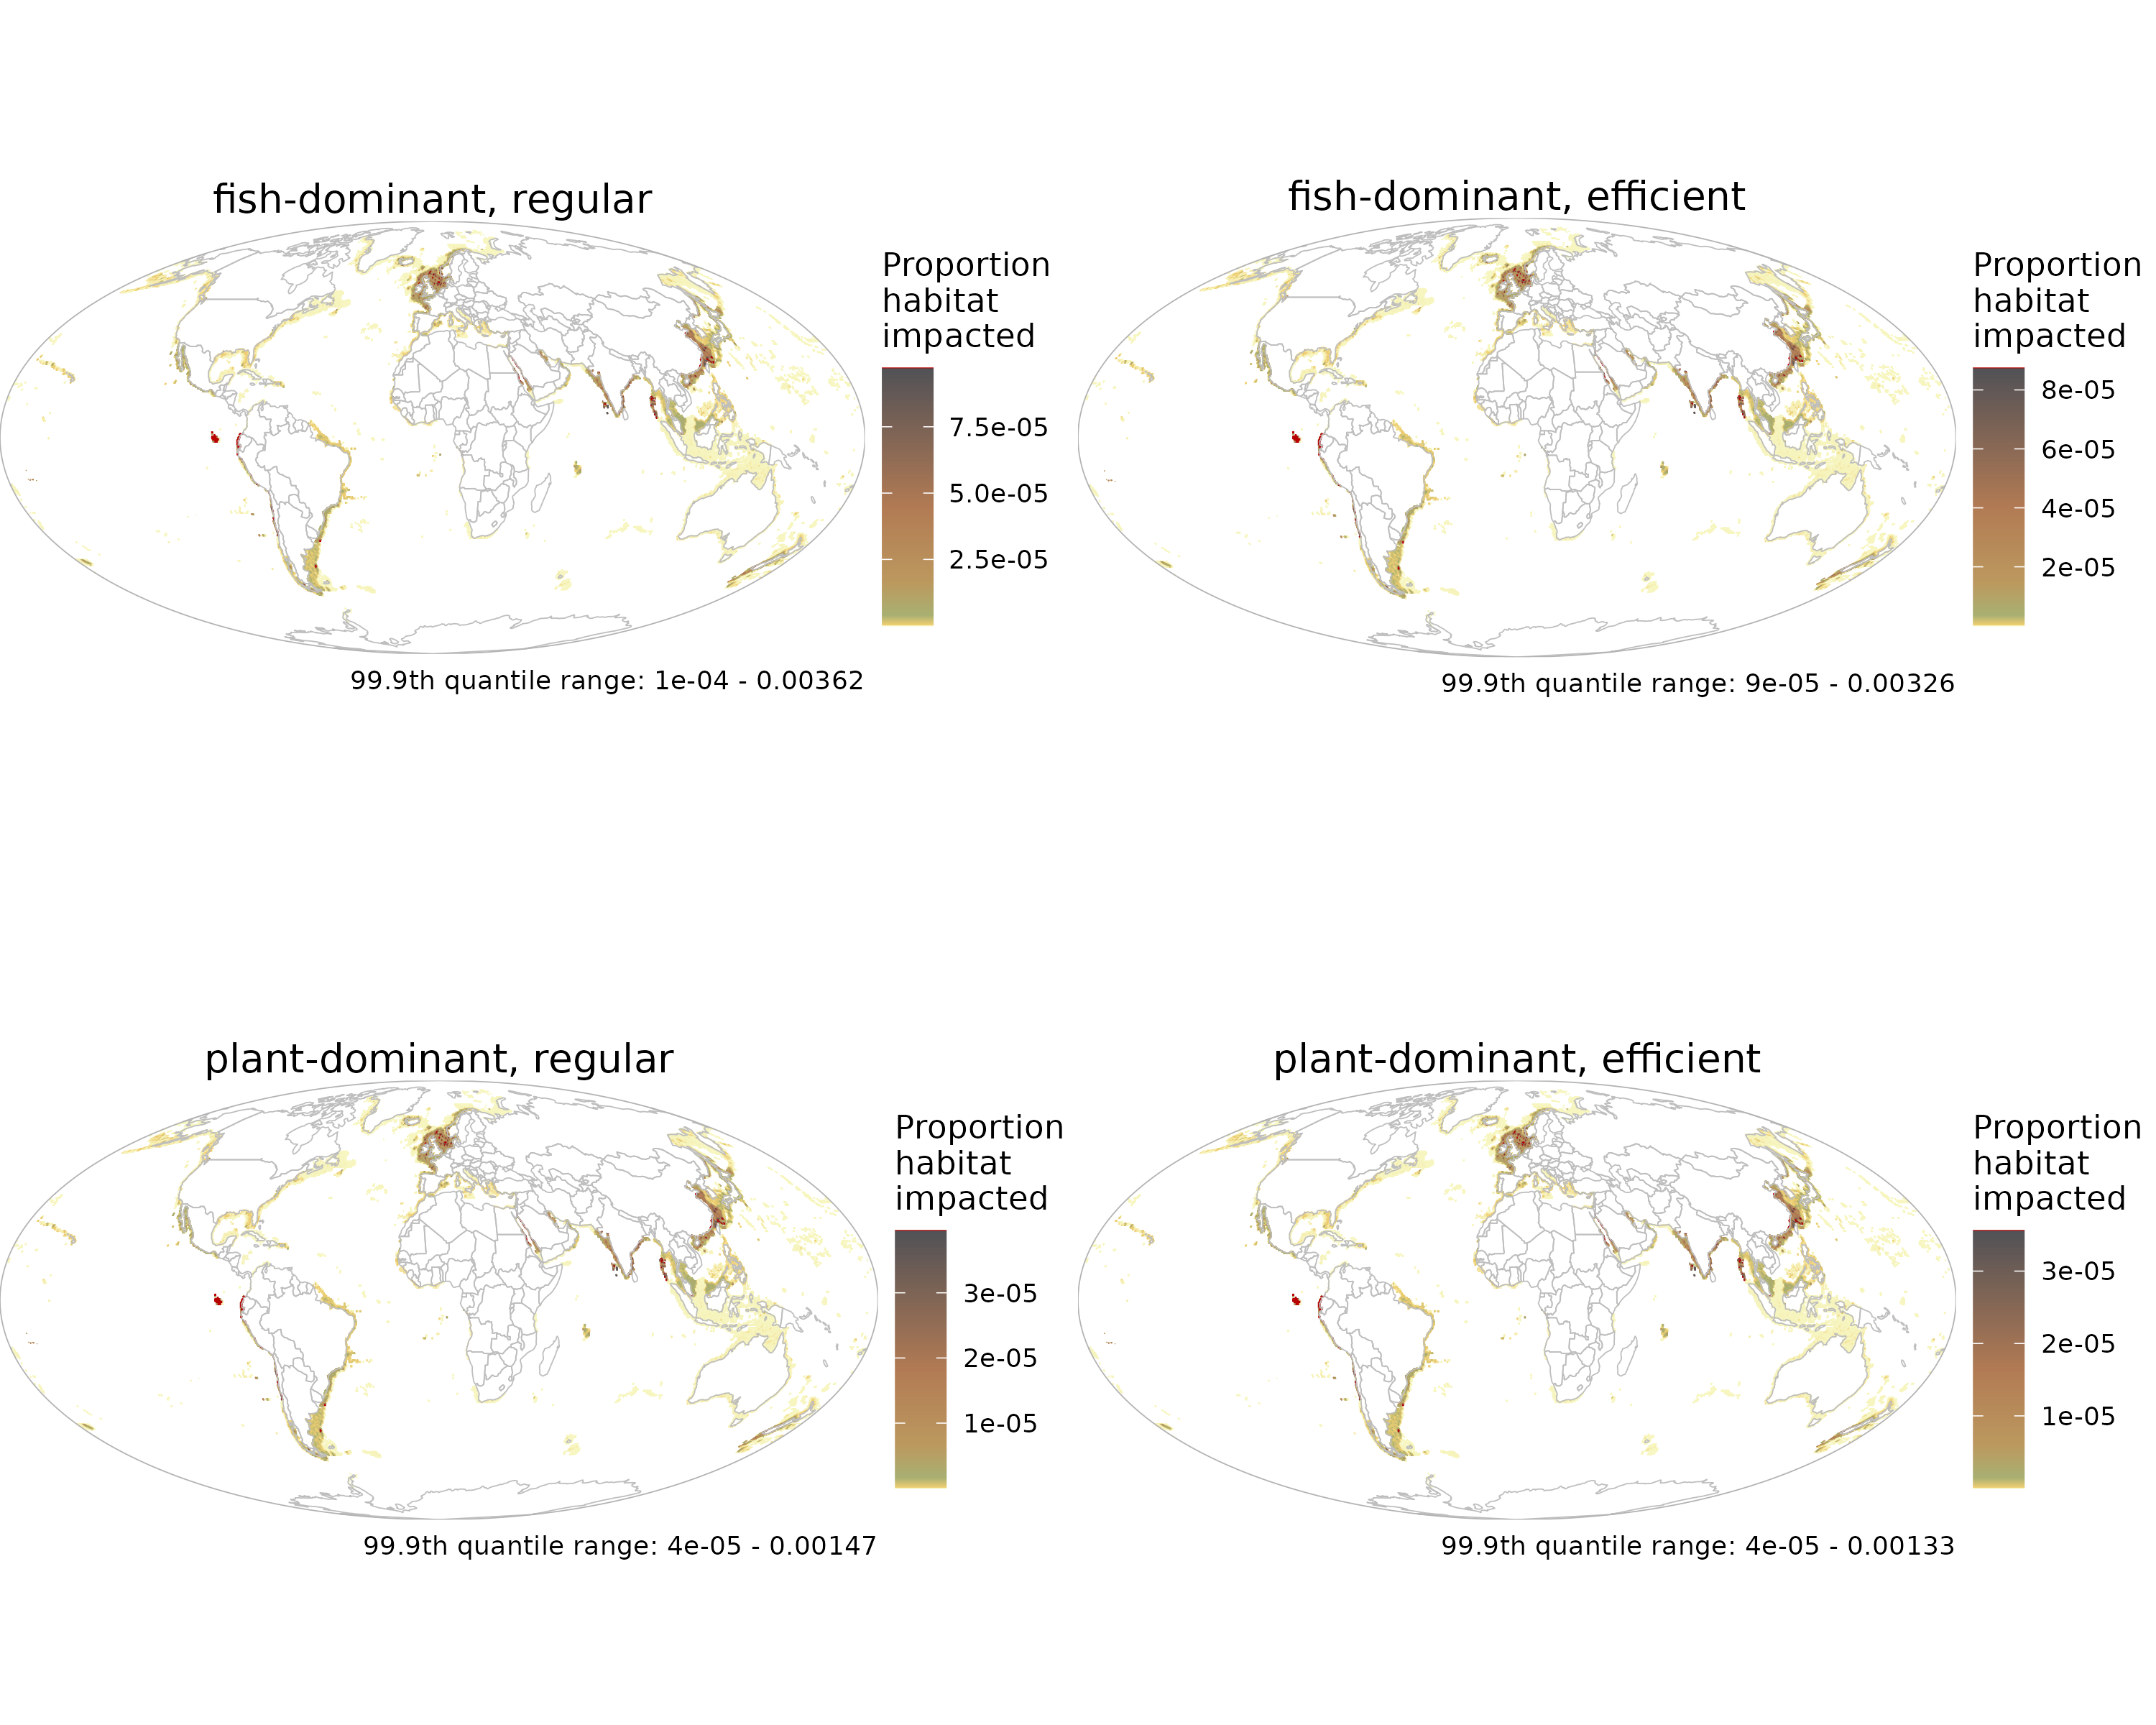 fish-dominant, regular
Proportion
habitat
impacted
7.5e-05
5.0e-05
2.5e-05
99.9th quantile range: 1e-04 - 0.00362
fish-dominant, efficient
Proportion
habitat
impacted
8e-05
6e-05
4e-05
2e-05
99.9th quantile range: 9e-05 - 0.00326
plant-dominant, regular
Proportion
habitat
impacted
3e-05
2e-05
1e-05
99.9th quantile range: 4e-05 - 0.00147
plant-dominant, efficient
Proportion
habitat
impacted
3e-05
2e-05
1e-05
99.9th quantile range: 4e-05 - 0.00133